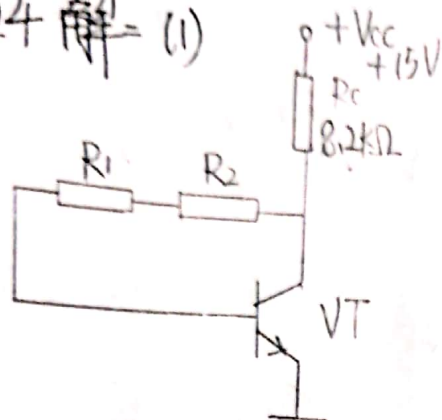 .4 解=(1)
+Vcc
+15V
Rc
8.2kΩ
R1
R2
VT